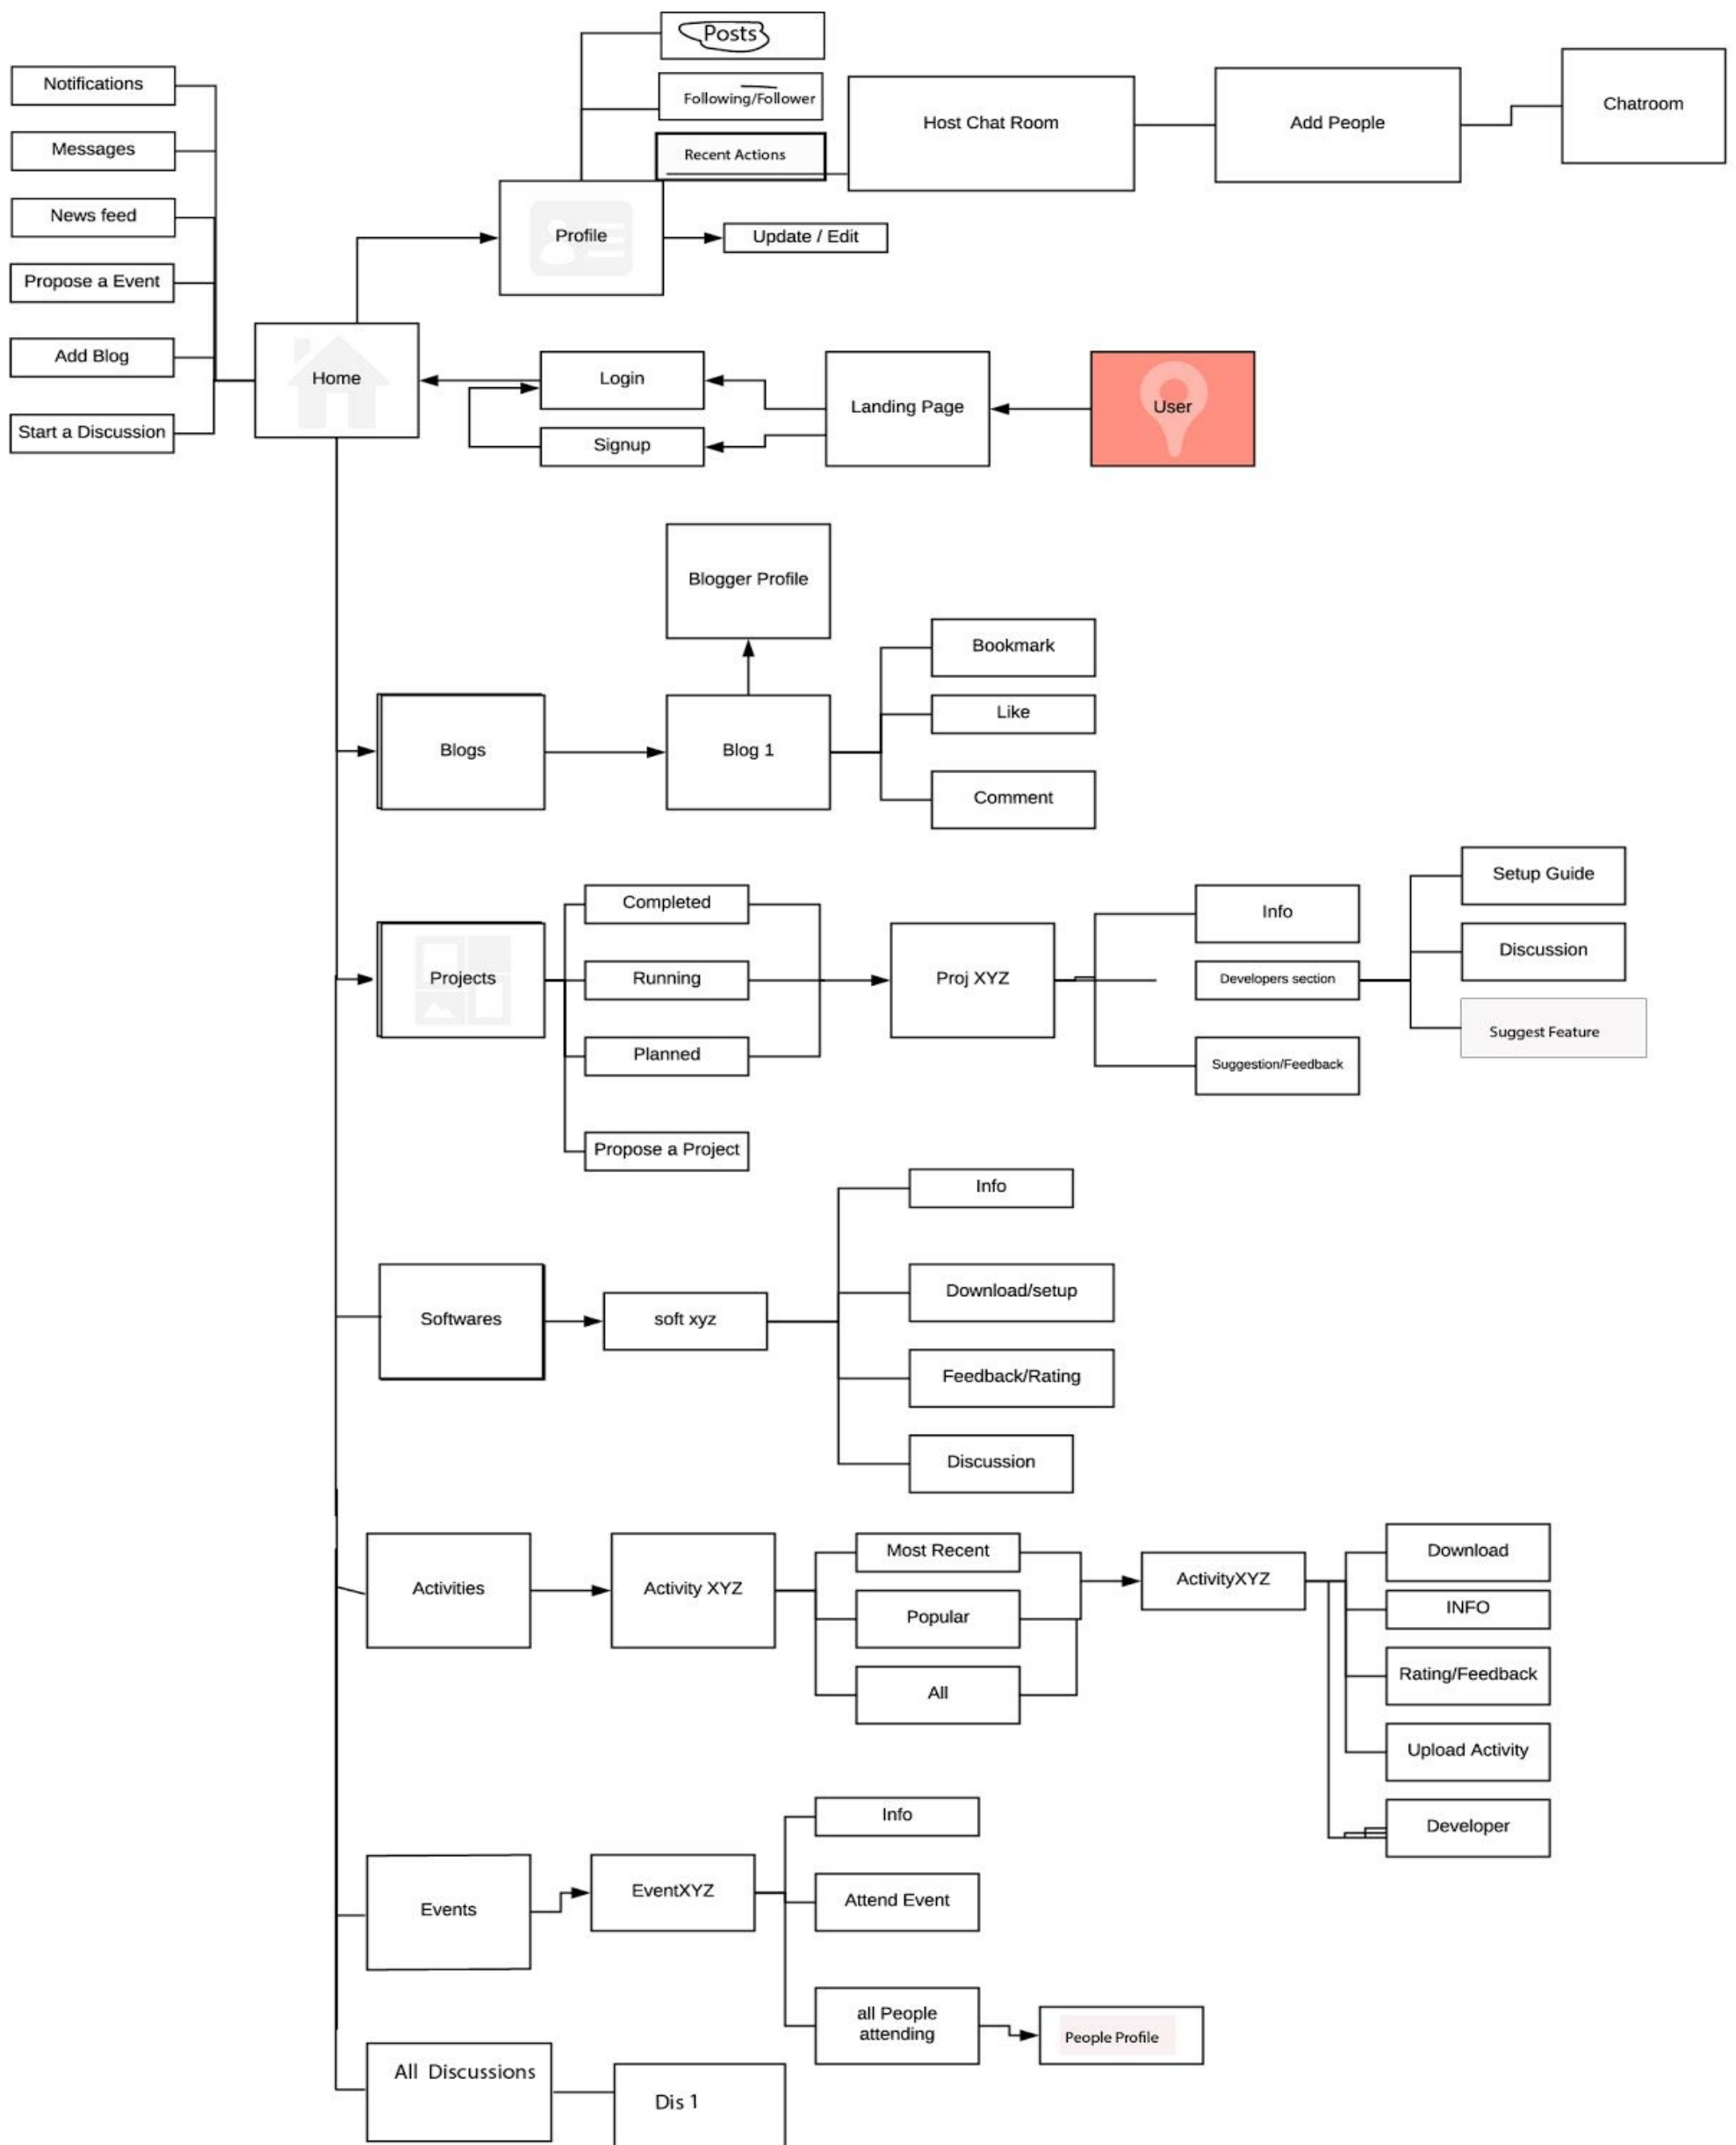 Posts
Notifications
Following/Follower
Host Chat Room
Add People
Chatroom
Messages
Recent Actions
News feed
Profile
Update / Edit
Propose a Event
Add Blog
Home
Login
Landing Page
User
Start a Discussion
Signup
Blogger Profile
Bookmark
Like
Blogs
Blog 1
Comment
Setup Guide
Completed
Info
Discussion
Projects
Running
Proj XYZ
Developers section
Suggest Feature
Planned
Suggestion/Feedback
Propose a Project
Info
Download/setup
Softwares
soft xyz
Feedback/Rating
Discussion
Most Recent
Download
Activities
Activity XYZ
ActivityXYZ
Popular
INFO
Rating/Feedback
All
Upload Activity
Info
Developer
EventXYZ
Attend Event
Events
all People
attending
People Profile
All Discussions
Dis 1